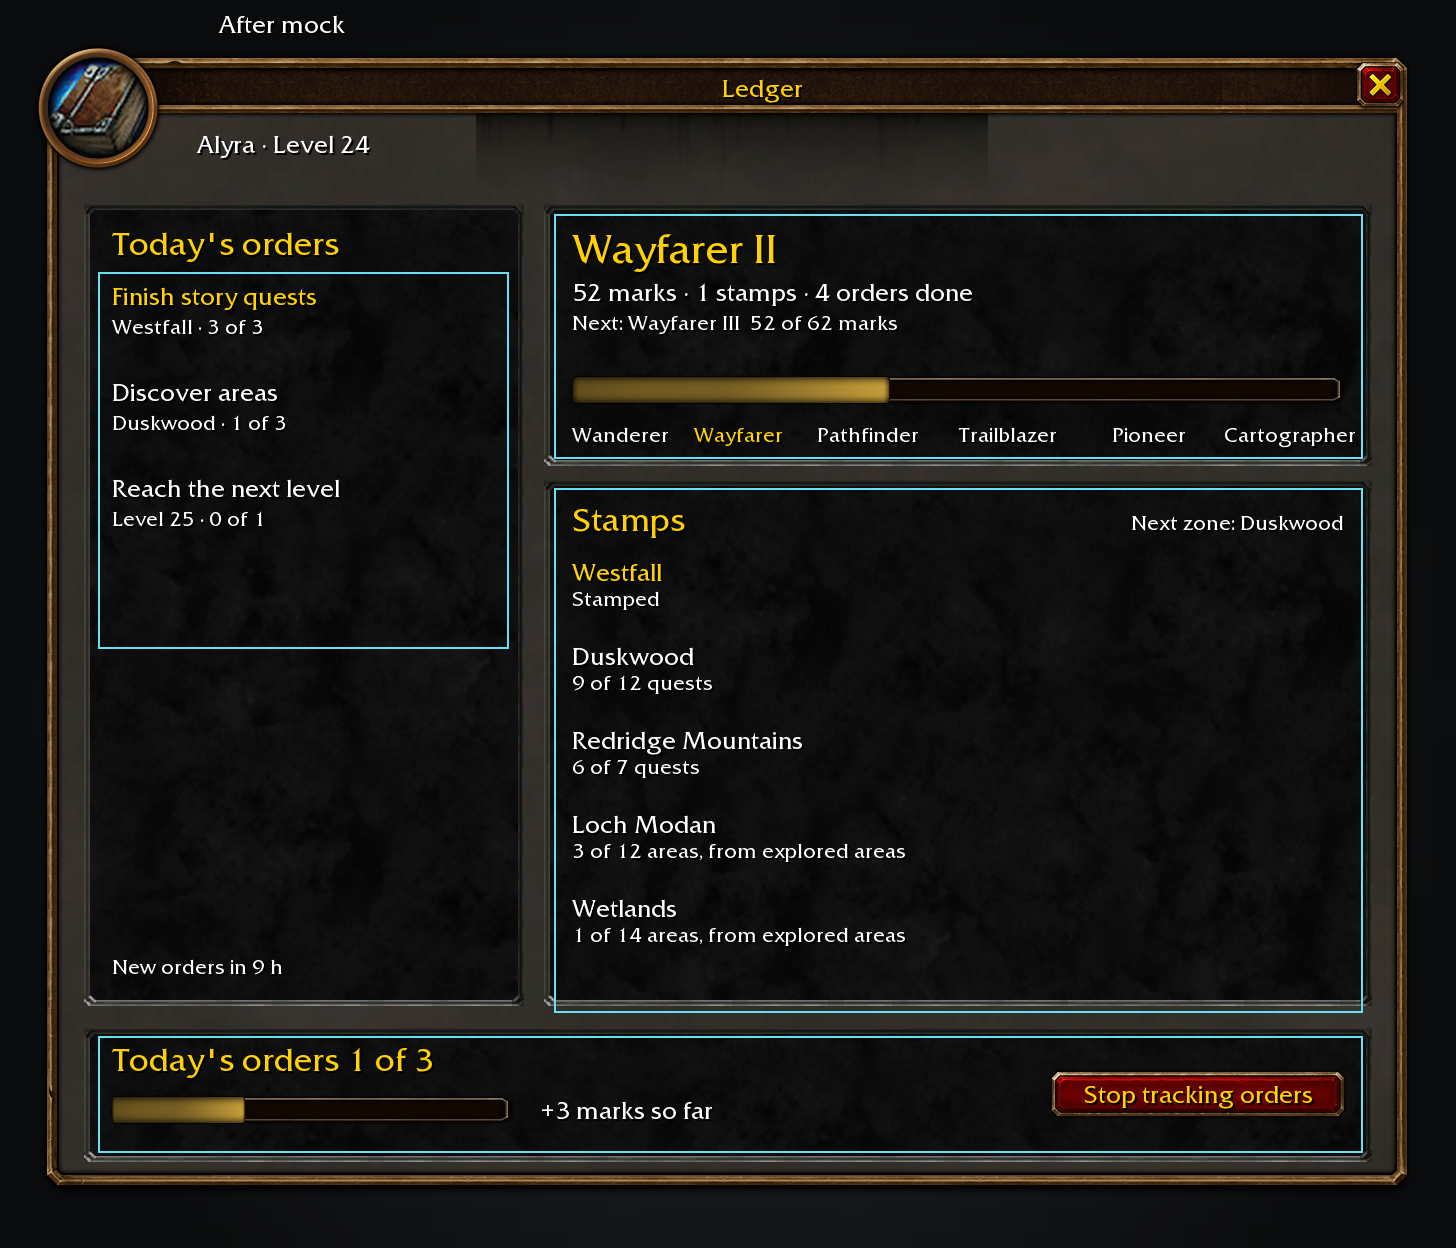 After mock
Ledger
Alyra · Level 24
Today's orders
Finish story quests
Westfall · 3 of 3
Discover areas
Duskwood · 1 of 3
Reach the next level
Level 25 · 0 of 1
New orders in 9 h
Wayfarer II
52 marks · 1 stamps · 4 orders done
Next: Wayfarer III  52 of 62 marks
Wanderer Wayfarer Pathfinder Trailblazer Pioneer Cartographer
Stamps
Next zone: Duskwood
Westfall
Stamped
Duskwood
9 of 12 quests
Redridge Mountains
6 of 7 quests
Loch Modan
3 of 12 areas, from explored areas
Wetlands
1 of 14 areas, from explored areas
Today's orders 1 of 3
+3 marks so far
Stop tracking orders